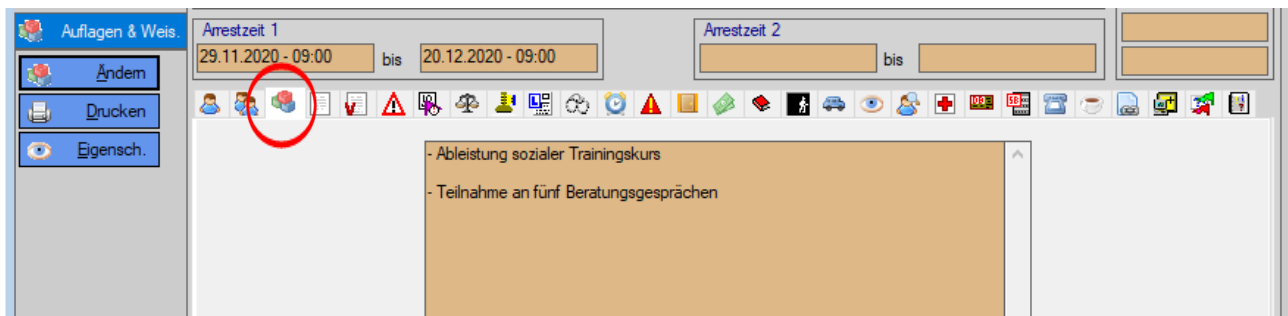 Auflagen & Weis.
Ändern
Drucken
Eigensch.
Arrestzeit 1
29.11.2020 - 09:00 bis 20.12.2020 - 09:00
Arrestzeit 2
bis
- Ableistung sozialer Trainingskurs
- Teilnahme an fünf Beratungsgesprächen